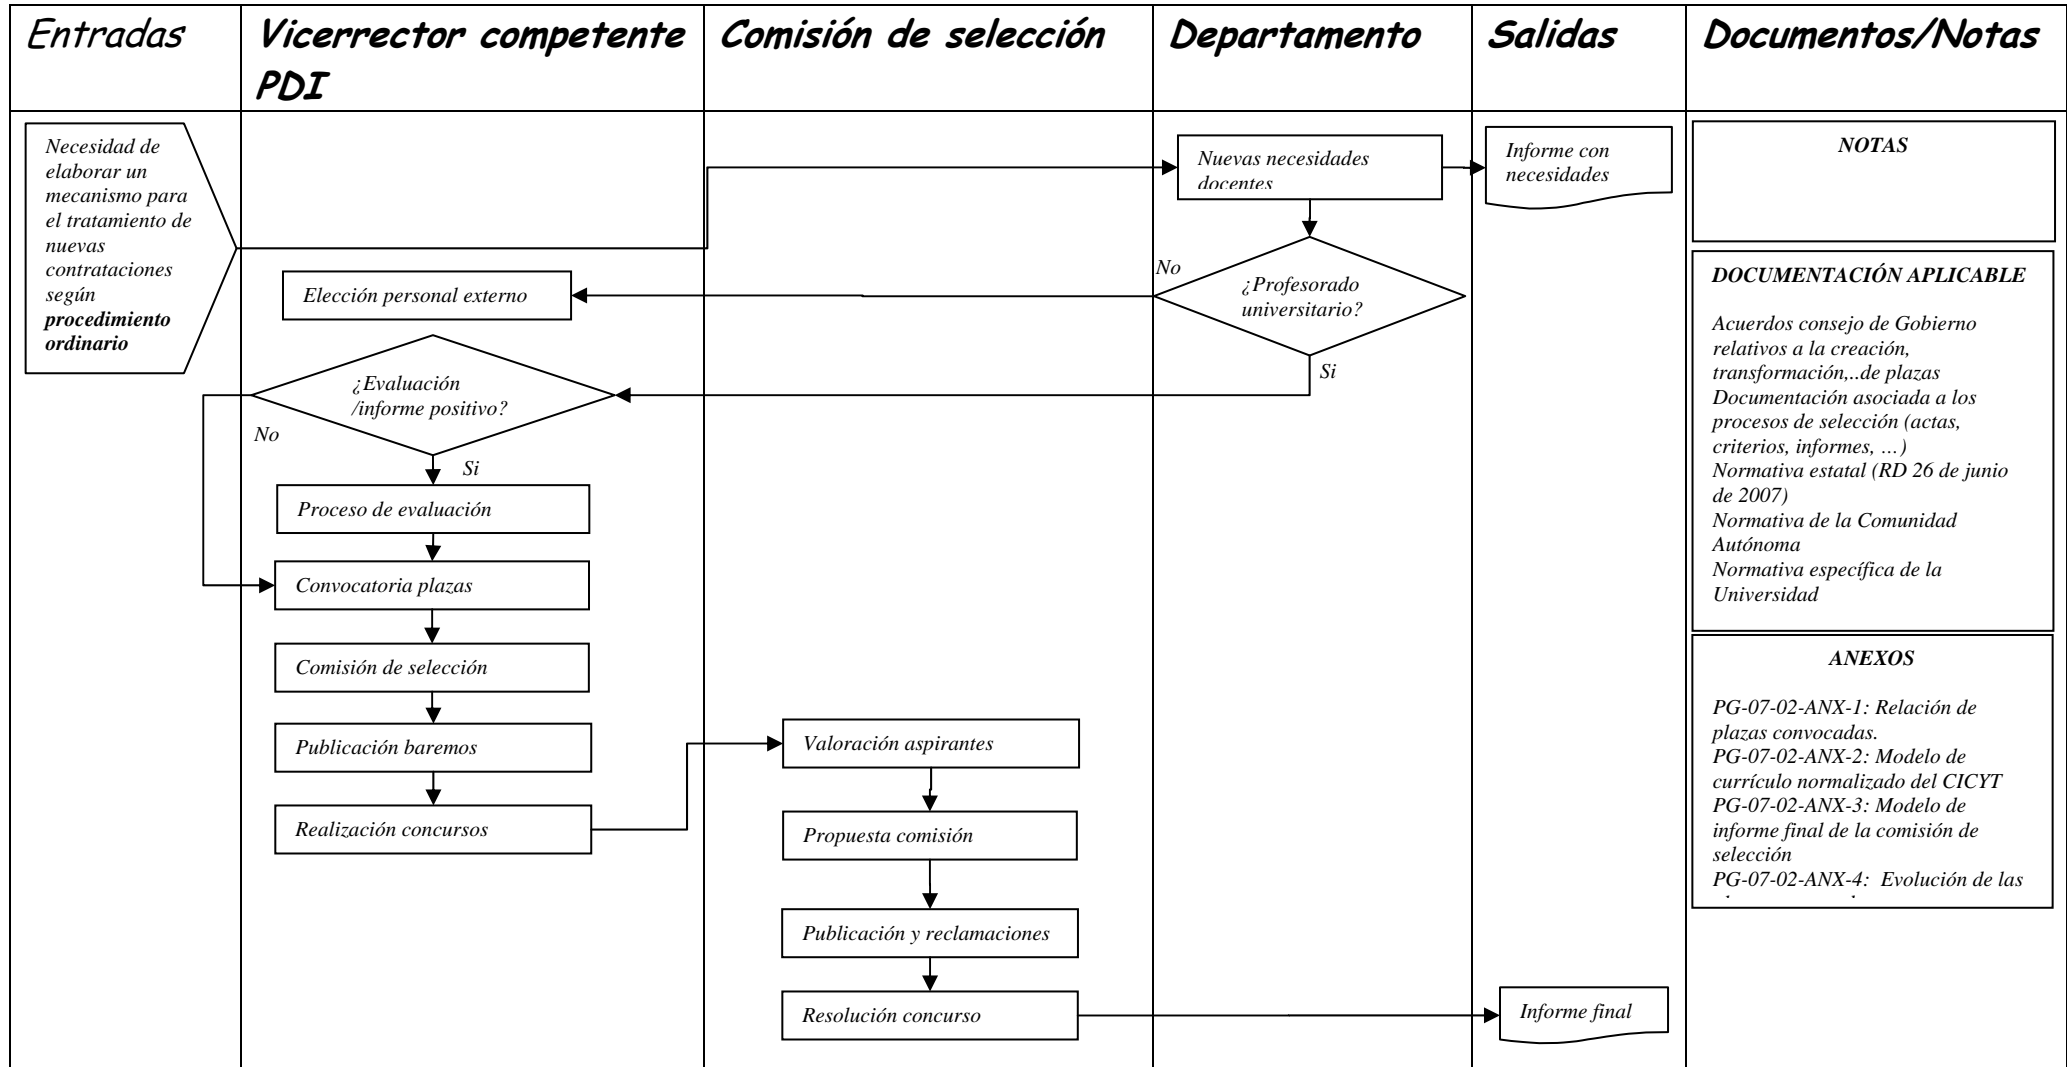 Entradas
Vicerrector competente
PDI
Comisión de selección
Departamento
Salidas
Documentos/Notas
Necesidad de
elaborar un
mecanismo para
el tratamiento de
nuevas
contrataciones
según
procedimiento
ordinario
Nuevas necesidades
docentes
Informe con
necesidades
No
¿Profesorado
universitario?
Si
Elección personal externo
¿Evaluación
/informe positivo?
No
Si
Proceso de evaluación
Convocatoria plazas
Comisión de selección
Publicación baremos
Realización concursos
Valoración aspirantes
Propuesta comisión
Publicación y reclamaciones
Resolución concurso
Informe final
NOTAS
DOCUMENTACIÓN APLICABLE
Acuerdos consejo de Gobierno
relativos a la creación,
transformación,..de plazas
Documentación asociada a los
procesos de selección (actas,
criterios, informes, …)
Normativa estatal (RD 26 de junio
de 2007)
Normativa de la Comunidad
Autónoma
Normativa específica de la
Universidad
ANEXOS
PG-07-02-ANX-1: Relación de
plazas convocadas.
PG-07-02-ANX-2: Modelo de
currículo normalizado del CICYT
PG-07-02-ANX-3: Modelo de
informe final de la comisión de
selección
PG-07-02-ANX-4: Evolución de las